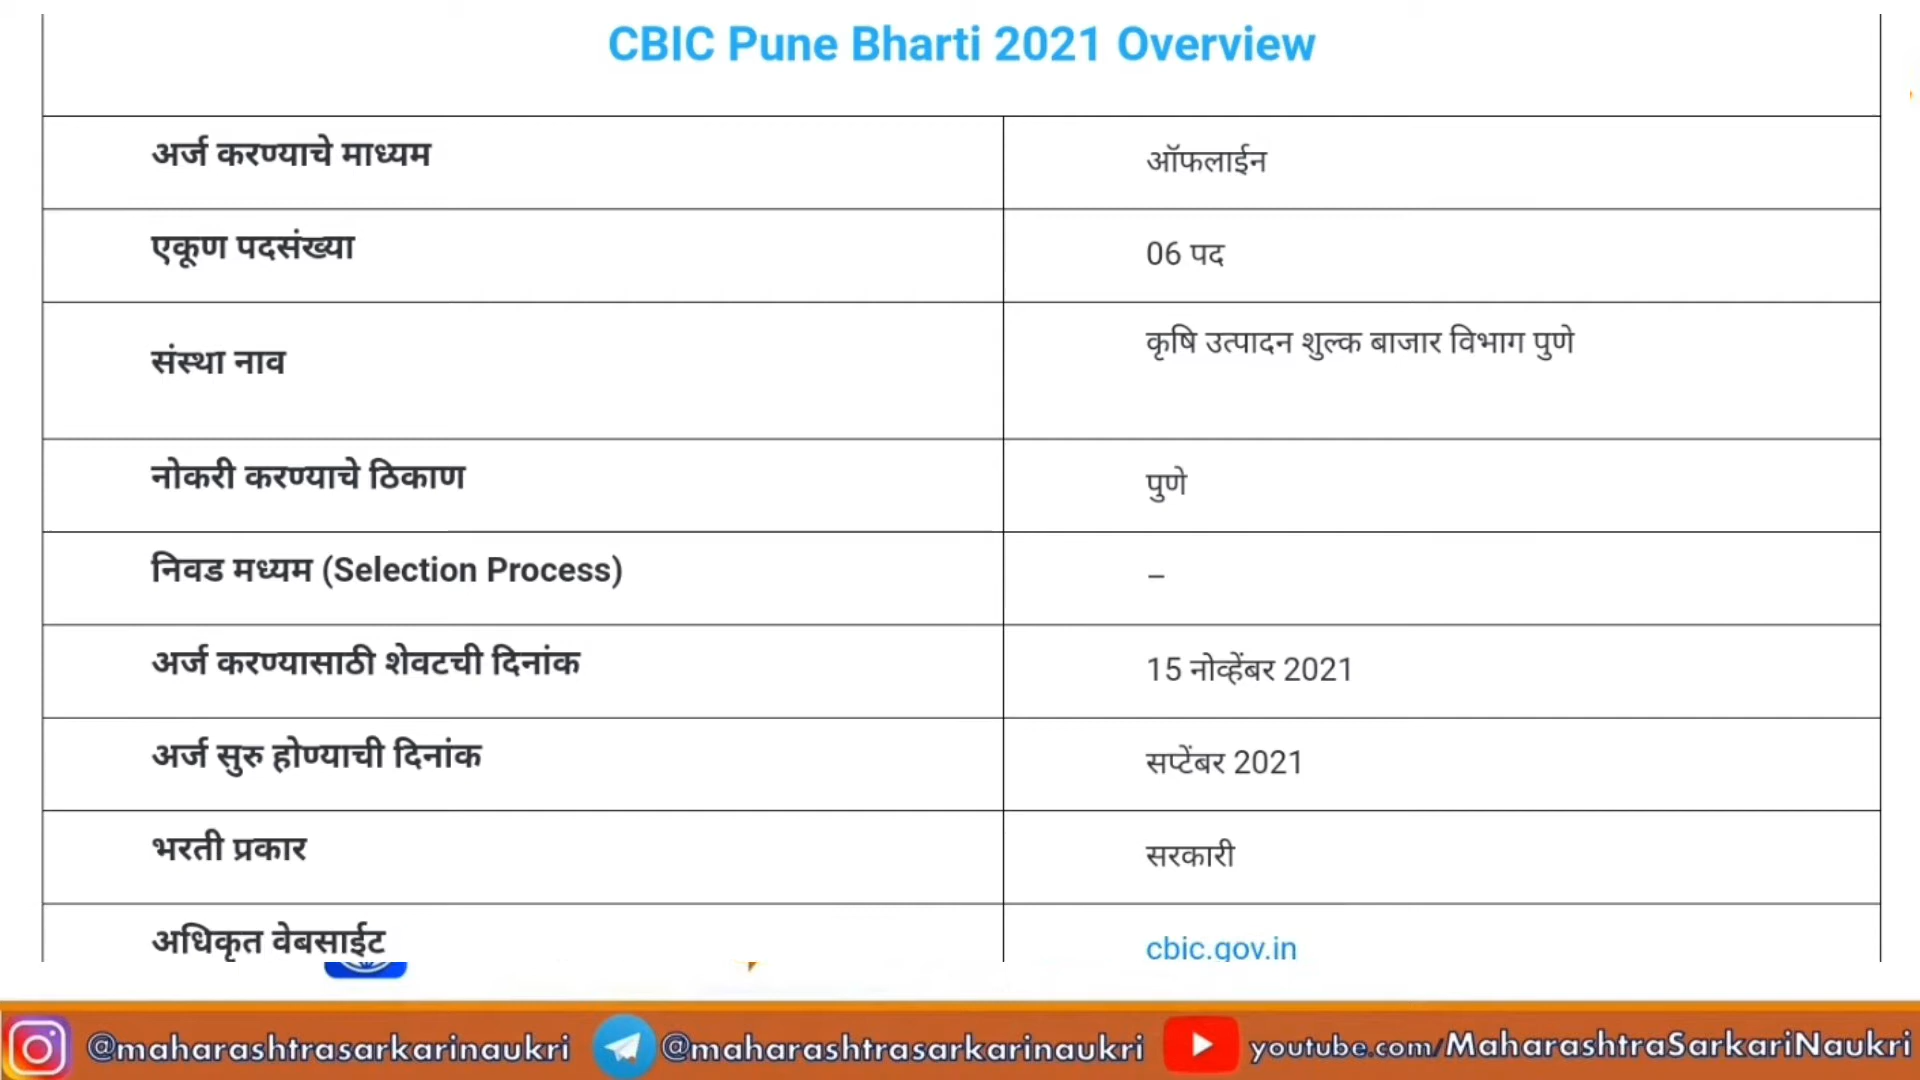 CBIC Pune Bharti 2021 Overview
अर्ज करण्याचे माध्यम
ऑफलाईन
एकूण पदसंख्या
06 पद
संस्था नाव
कृषि उत्पादन शुल्क बाजार विभाग पुणे
नोकरी करण्याचे ठिकाण
पुणे
निवड मध्यम (Selection Process)
–
अर्ज करण्यासाठी शेवटची दिनांक
15 नोव्हेंबर 2021
अर्ज सुरु होण्याची दिनांक
सप्टेंबर 2021
भरती प्रकार
सरकारी
अधिकृत वेबसाईट
cbic.gov.in
@maharashtrasarkarinaukri
@maharashtrasarkarinaukri
youtube.com/MaharashtraSarkariNaukri